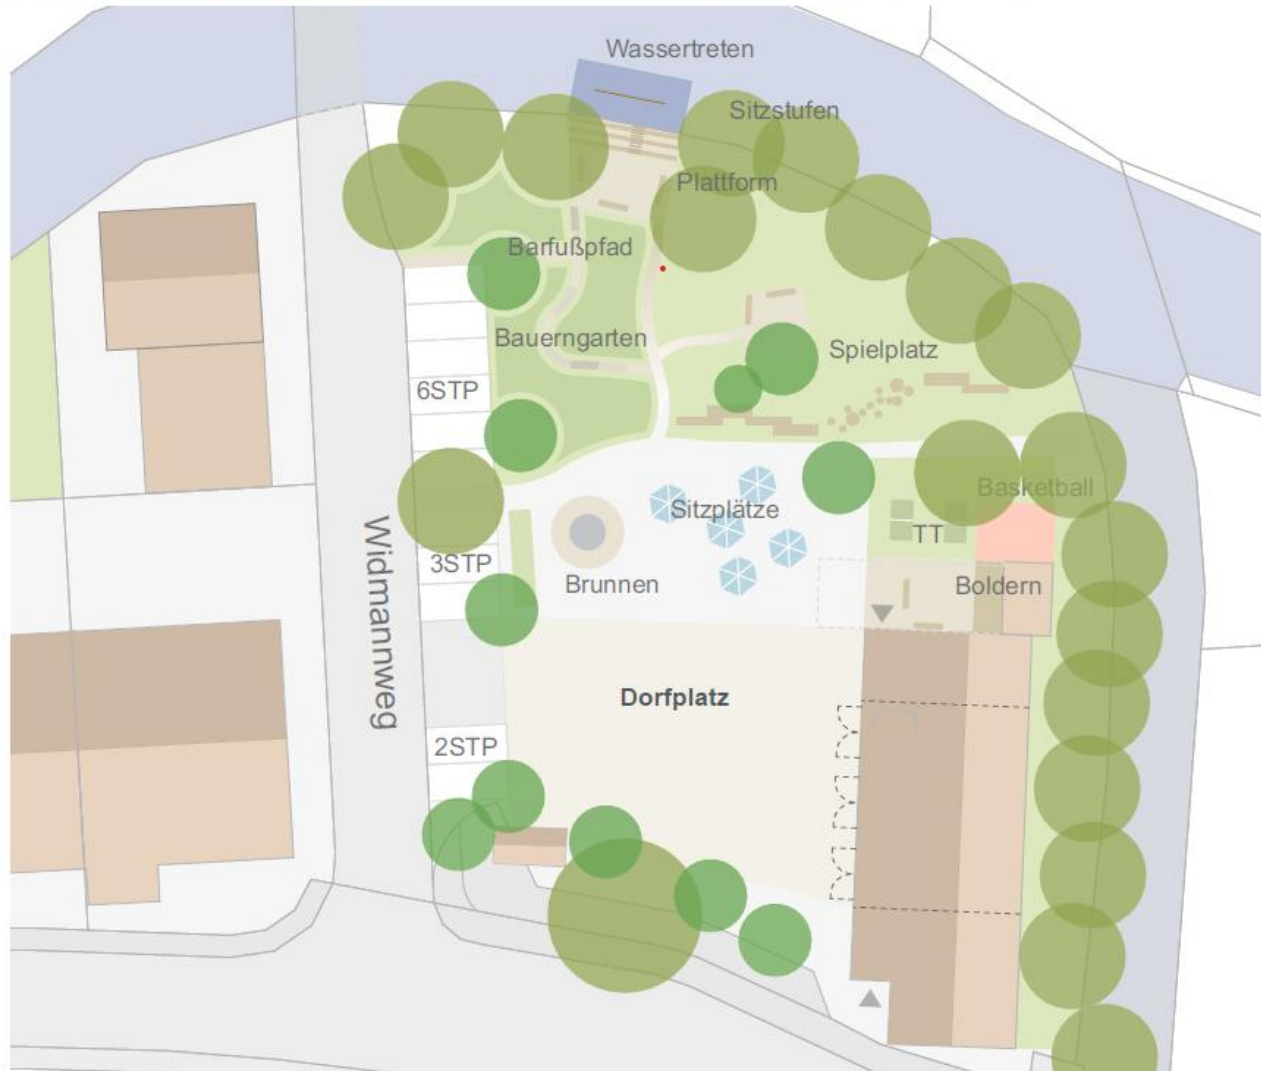 Wassertreten
Sitzstufen
Plattform
Barfußpfad
Bauerngarten
Spielplatz
6STP
Basketball
Sitzplätze
TT
3STP
Brunnen
Boldern
Widmannweg
Dorfplatz
2STP